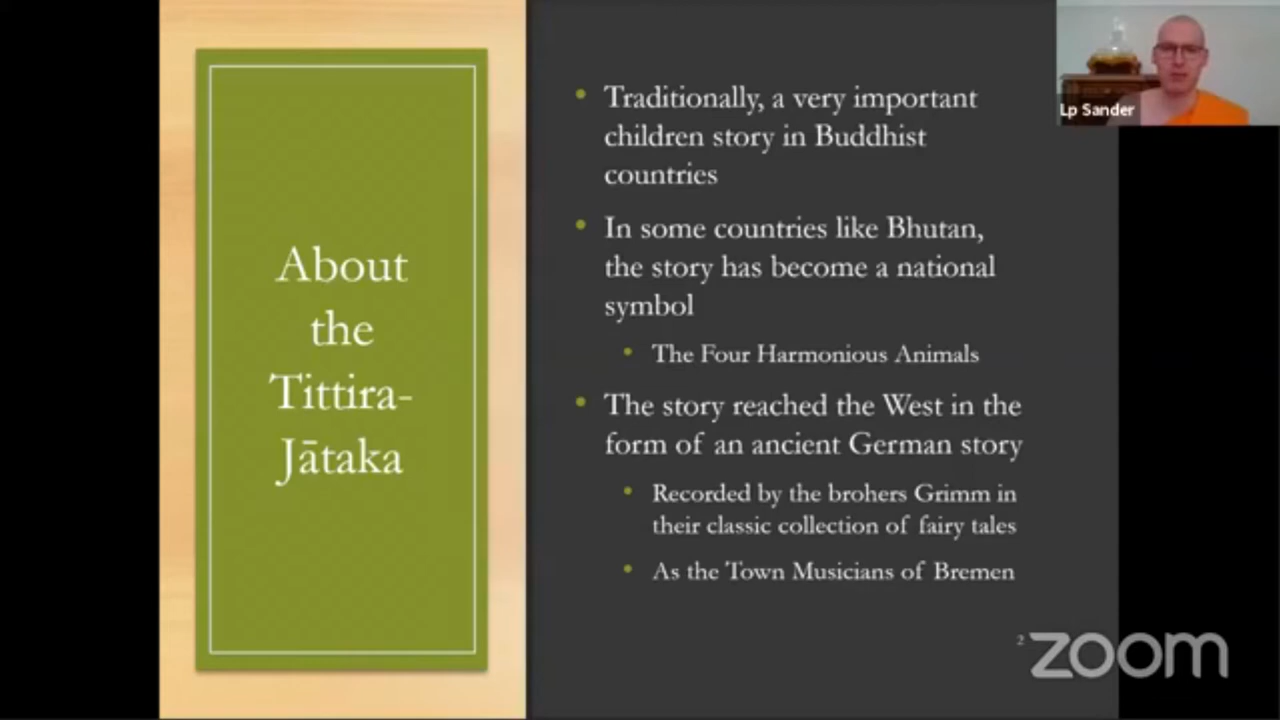 About
the
Tittira-
Jātaka
Traditionally, a very important
children story in Buddhist
countries
In some countries like Bhutan,
the story has become a national
symbol
The Four Harmonious Animals
The story reached the West in the
form of an ancient German story
Recorded by the brohers Grimm in
their classic collection of fairy tales
As the Town Musicians of Bremen
2
zoom
Lp Sander